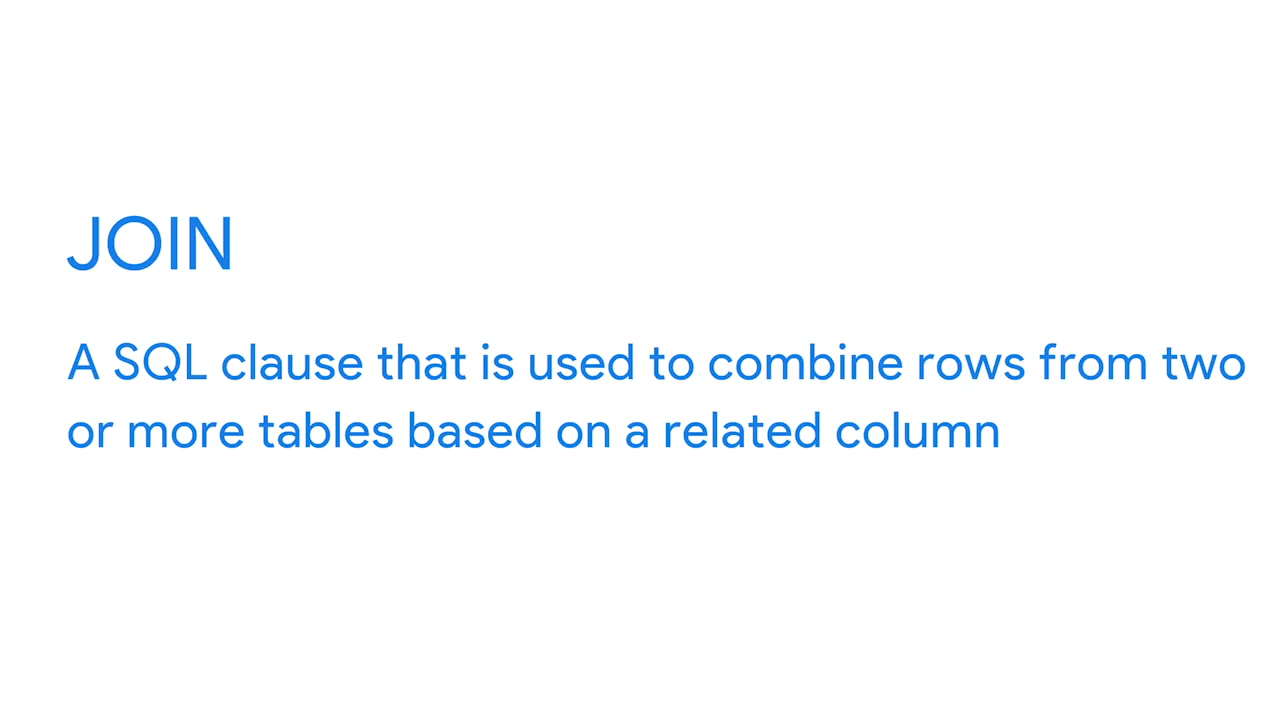 JOIN
A SQL clause that is used to combine rows from two
or more tables based on a related column